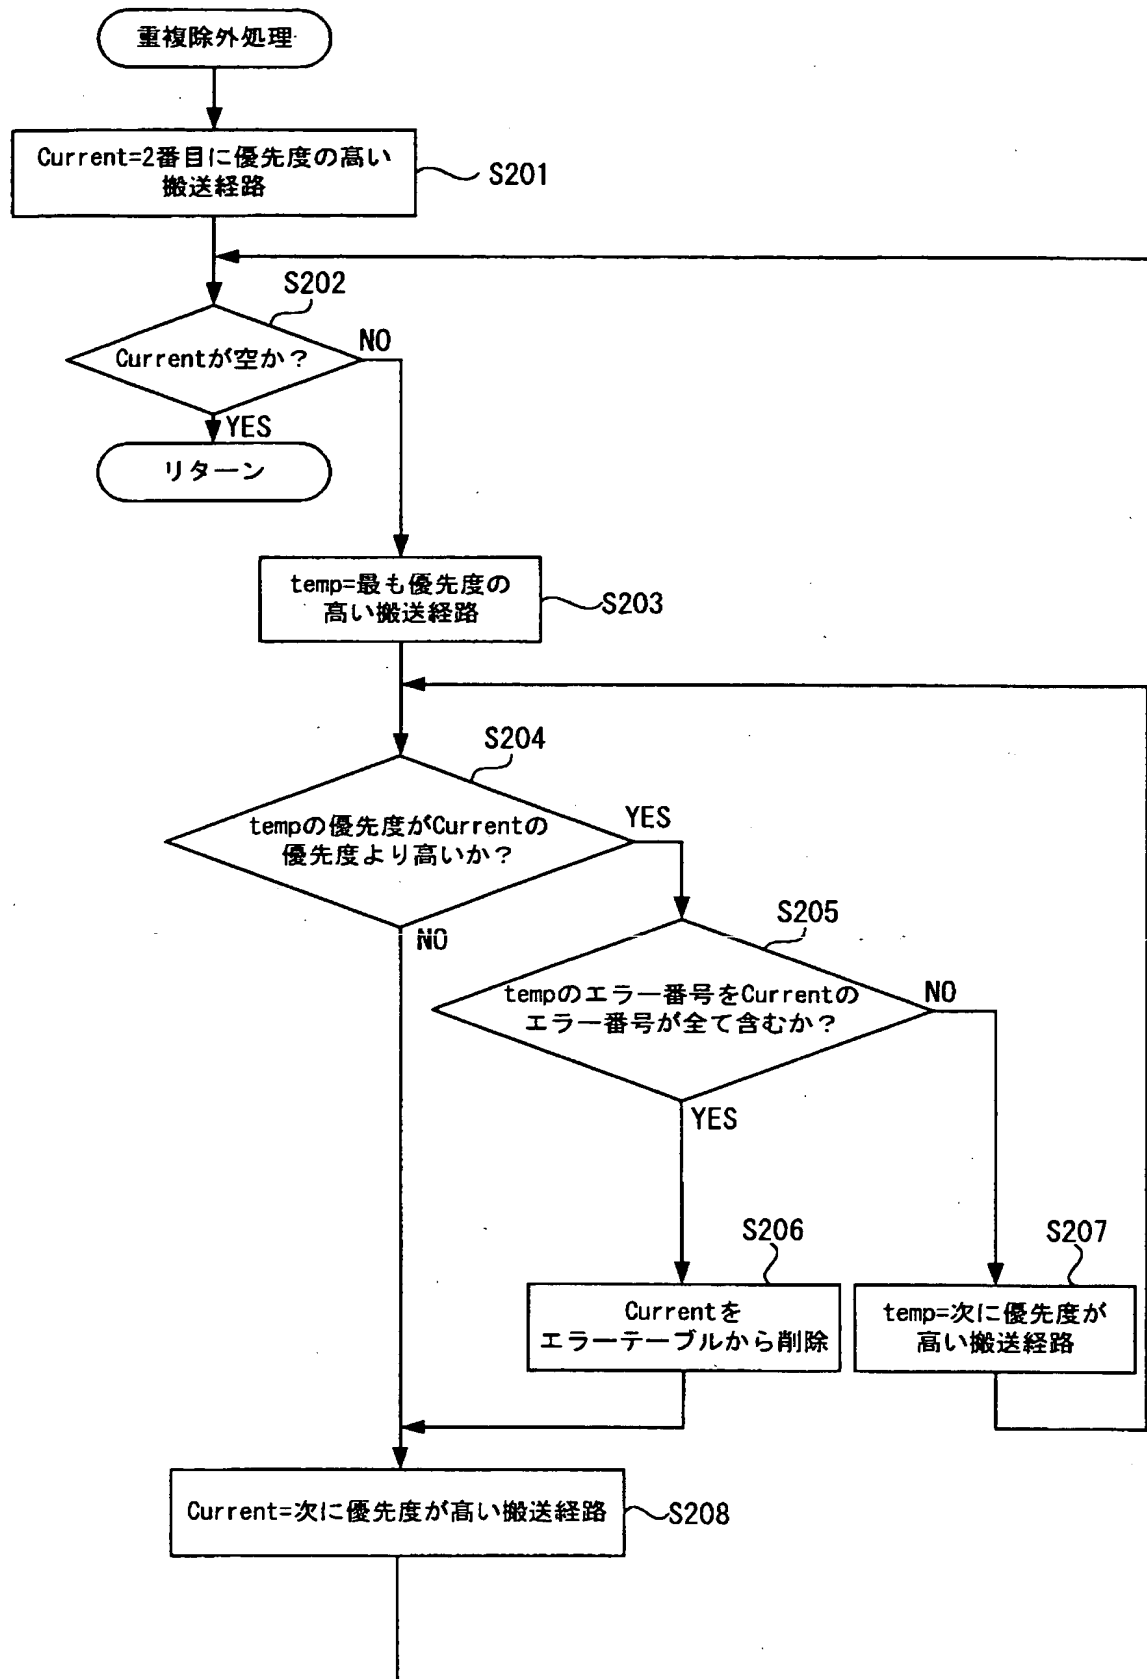 重複除外処理
Current=2番目に優先度の高い
搬送経路
S201
S202
Currentが空か？
NO
YES
リターン
temp=最も優先度の
高い搬送経路
S203
S204
tempの優先度がCurrentの
優先度より高いか？
YES
NO
S205
tempのエラー番号をCurrentの
エラー番号が全て含むか？
NO
YES
S206
Currentを
エラーテーブルから削除
S207
temp=次に優先度が
高い搬送経路
Current=次に優先度が高い搬送経路
S208